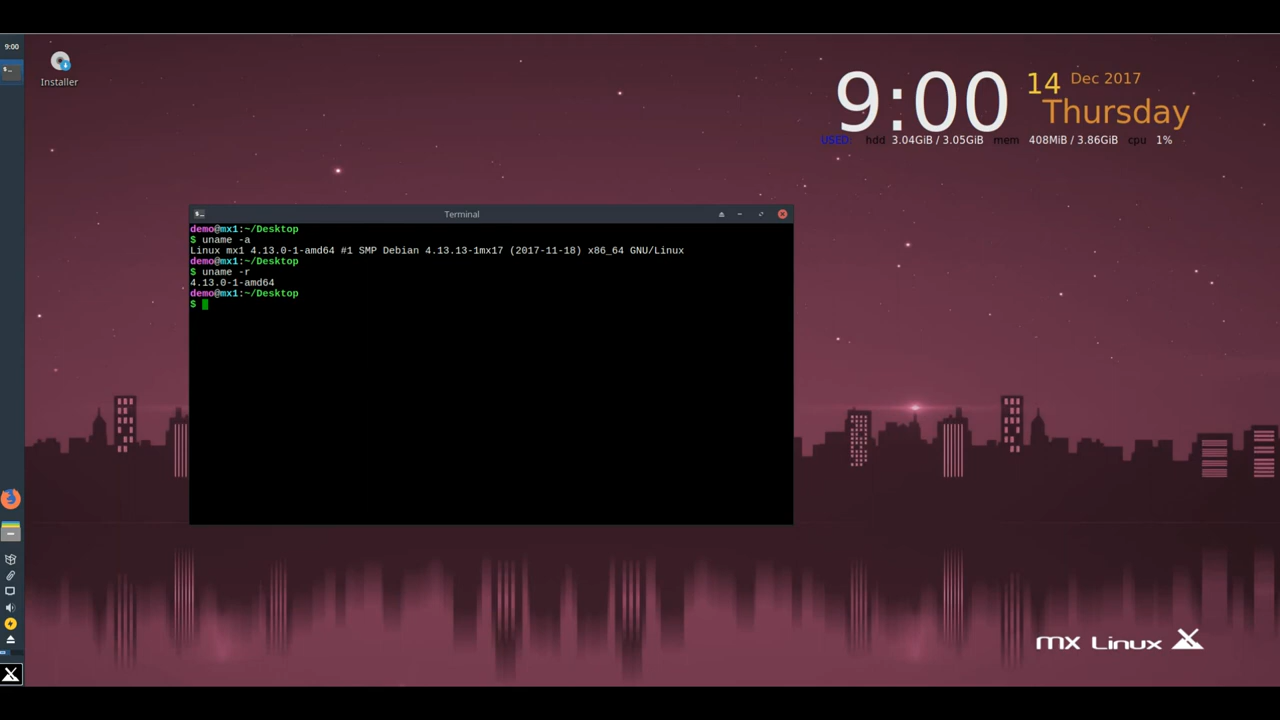 9:00
Installer
9:00
14 Dec 2017
Thursday
USED: hdd 3.04GiB / 3.05GiB mem 408MiB / 3.86GiB cpu 1%
Terminal
demo@mx1:~/Desktop
$ uname -a
Linux mx1 4.13.0-1-amd64 #1 SMP Debian 4.13.13-1mx17 (2017-11-18) x86_64 GNU/Linux
demo@mx1:~/Desktop
$ uname -r
4.13.0-1-amd64
demo@mx1:~/Desktop
$
MX Linux